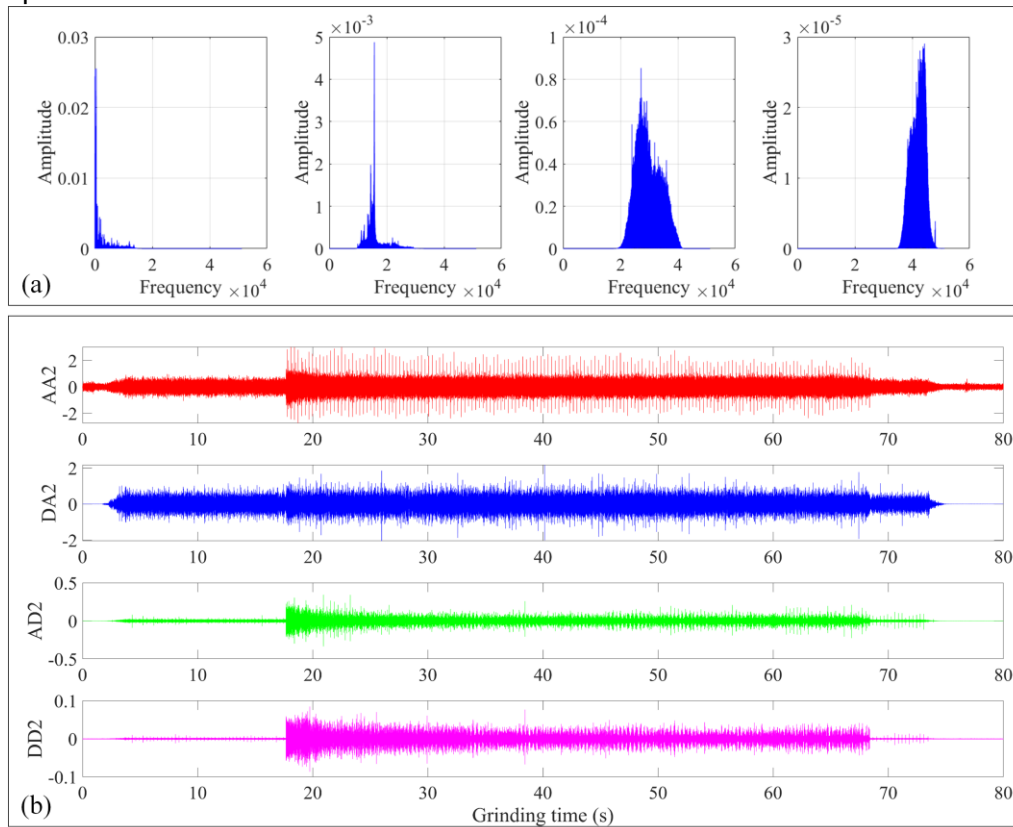 0.03
0.02
0.01
0
Amplitude
0 2 4 6
Frequency ×10^4
5 ×10^-3
4
3
2
1
0
Amplitude
0 2 4 6
Frequency ×10^4
1 ×10^-4
0.8
0.6
0.4
0.2
0
Amplitude
0 2 4 6
Frequency ×10^4
3 ×10^-5
2
1
0
Amplitude
0 2 4 6
Frequency ×10^4
(a)
AA2
2
0
-2
0 10 20 30 40 50 60 70 80
DA2
2
0
-2
0 10 20 30 40 50 60 70 80
AD2
0.5
0
-0.5
0 10 20 30 40 50 60 70 80
DD2
0.1
0
-0.1
0 10 20 30 40 50 60 70 80
Grinding time (s)
(b)